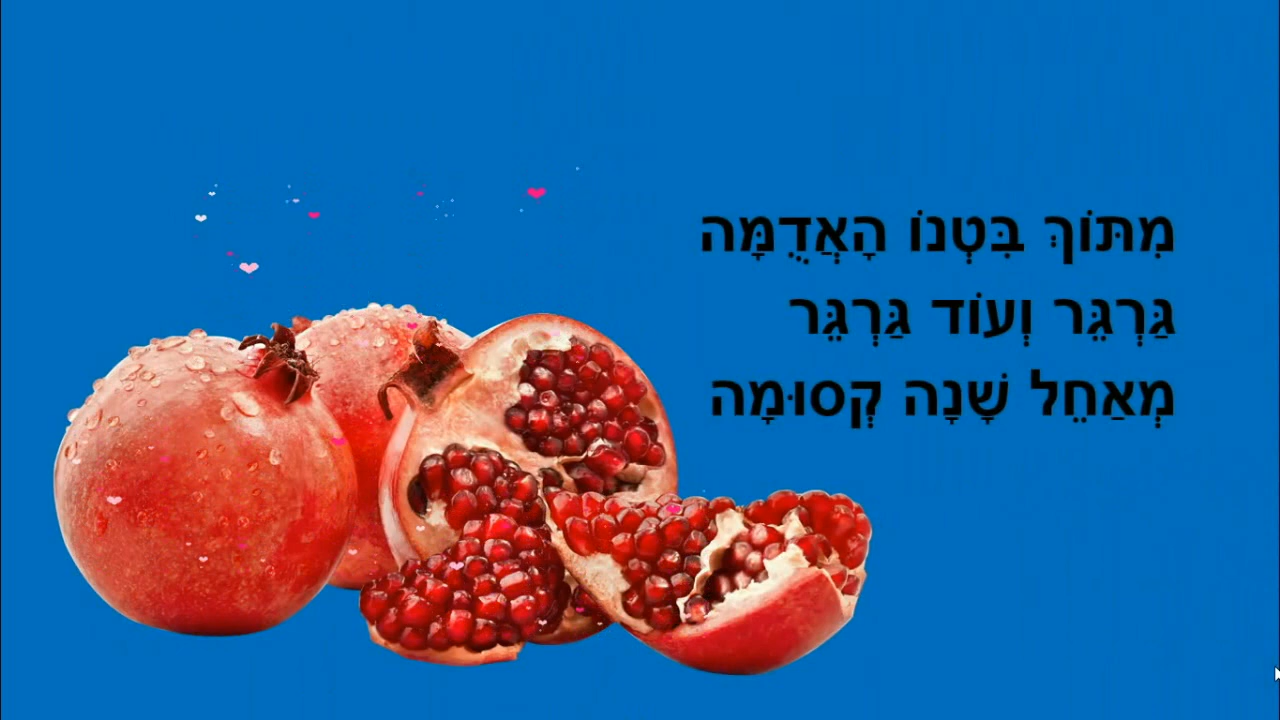 מִתּוֹךְ בִּטְנוֹ הָאֲדֻמָּה
גַּרְגֵּר וְעוֹד גַּרְגֵּר
מְאַחֵל שָׁנָה קְסוּמָה